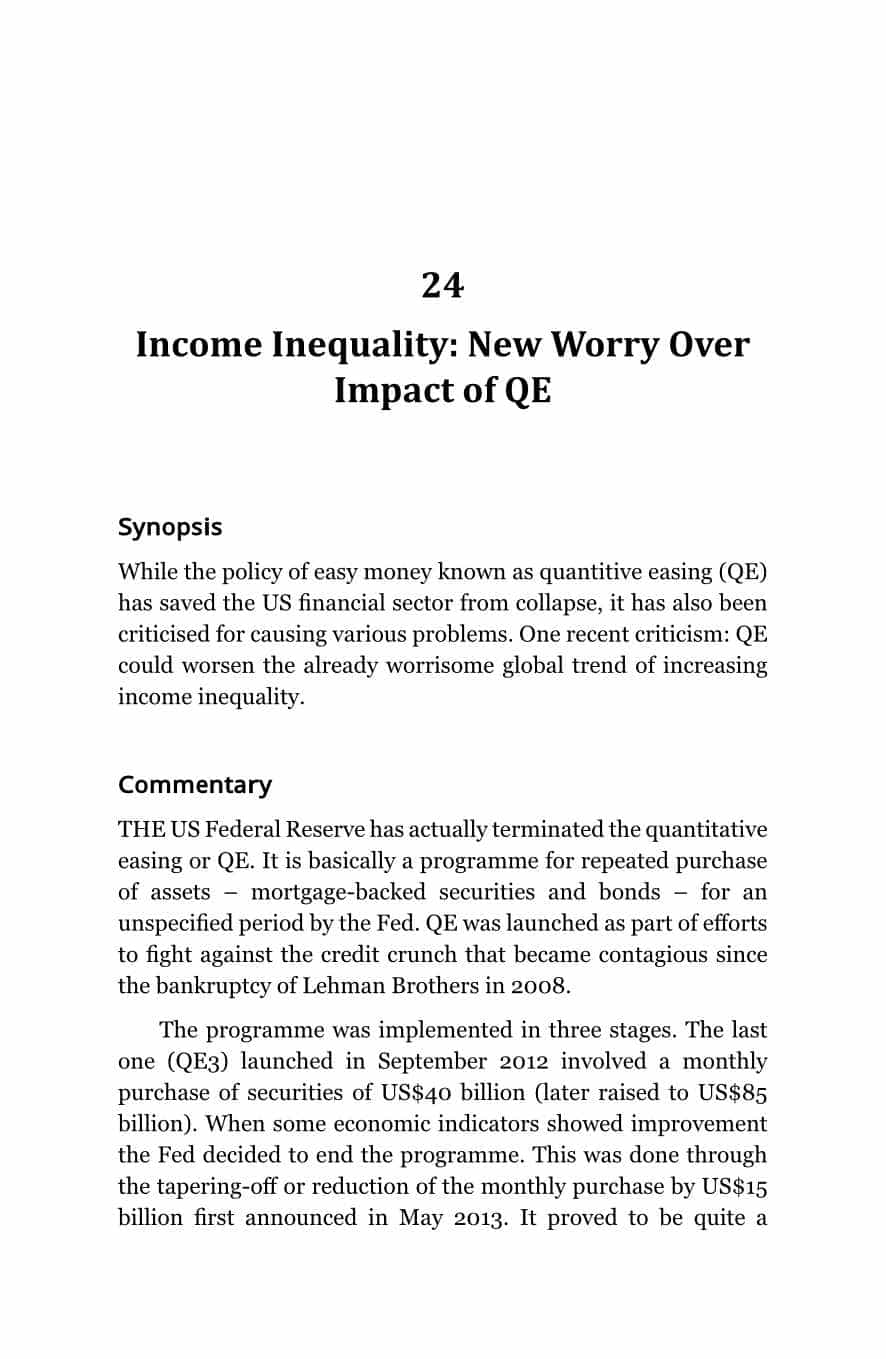 24
Income Inequality: New Worry Over
Impact of QE
Synopsis
While the policy of easy money known as quantitive easing (QE)
has saved the US financial sector from collapse, it has also been
criticised for causing various problems. One recent criticism: QE
could worsen the already worrisome global trend of increasing
income inequality.
Commentary
THE US Federal Reserve has actually terminated the quantitative
easing or QE. It is basically a programme for repeated purchase
of assets – mortgage-backed securities and bonds – for an
unspecified period by the Fed. QE was launched as part of efforts
to fight against the credit crunch that became contagious since
the bankruptcy of Lehman Brothers in 2008.
The programme was implemented in three stages. The last
one (QE3) launched in September 2012 involved a monthly
purchase of securities of US$40 billion (later raised to US$85
billion). When some economic indicators showed improvement
the Fed decided to end the programme. This was done through
the tapering-off or reduction of the monthly purchase by US$15
billion first announced in May 2013. It proved to be quite a